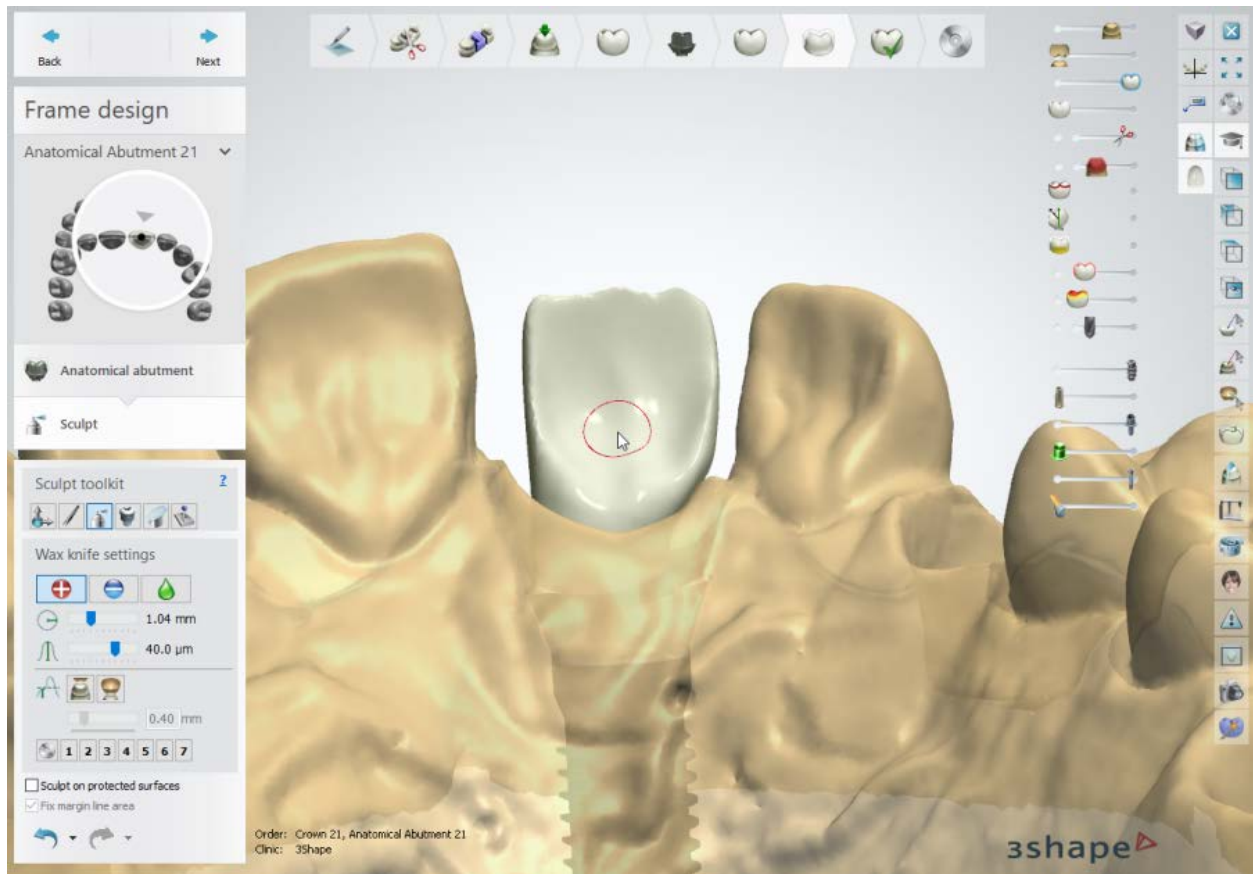 Back
Next
Frame design
Anatomical Abutment 21
Anatomical abutment
Sculpt
Sculpt toolkit ?
Wax knife settings
1.04 mm
40.0 µm
0.40 mm
1 2 3 4 5 6 7
Sculpt on protected surfaces
Fix margin line area
Order: Crown 21, Anatomical Abutment 21
Clinic: 3Shape
3shape